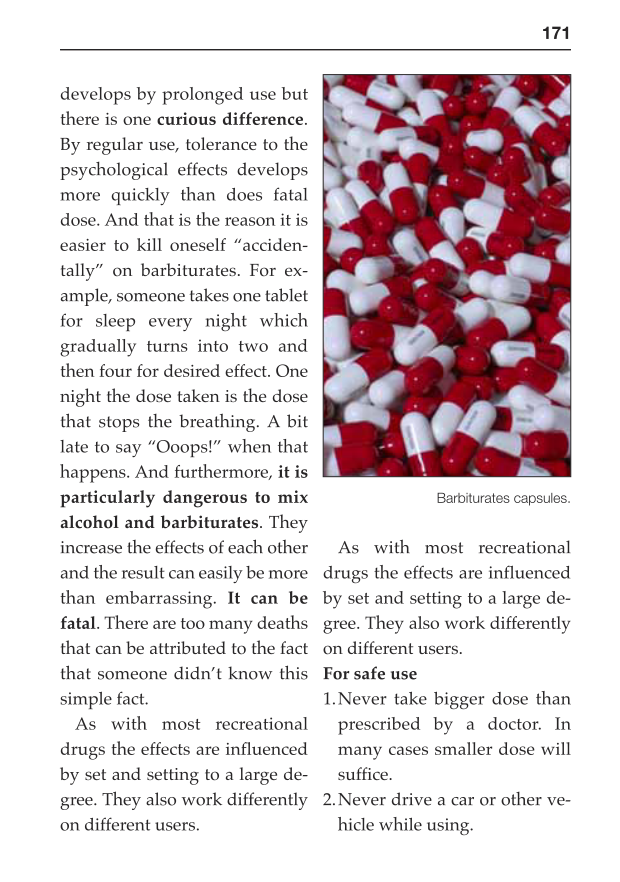 171
develops by prolonged use but
there is one curious difference.
By regular use, tolerance to the
psychological effects develops
more quickly than does fatal
dose. And that is the reason it is
easier to kill oneself “acciden-
tally” on barbiturates. For ex-
ample, someone takes one tablet
for sleep every night which
gradually turns into two and
then four for desired effect. One
night the dose taken is the dose
that stops the breathing. A bit
late to say “Ooops!” when that
happens. And furthermore, it is
particularly dangerous to mix
alcohol and barbiturates. They
increase the effects of each other
and the result can easily be more
than embarrassing. It can be
fatal. There are too many deaths
that can be attributed to the fact
that someone didn’t know this
simple fact.
As with most recreational
drugs the effects are influenced
by set and setting to a large de-
gree. They also work differently
on different users.
Barbiturates capsules.
As with most recreational
drugs the effects are influenced
by set and setting to a large de-
gree. They also work differently
on different users.
For safe use
1. Never take bigger dose than
prescribed by a doctor. In
many cases smaller dose will
suffice.
2. Never drive a car or other ve-
hicle while using.